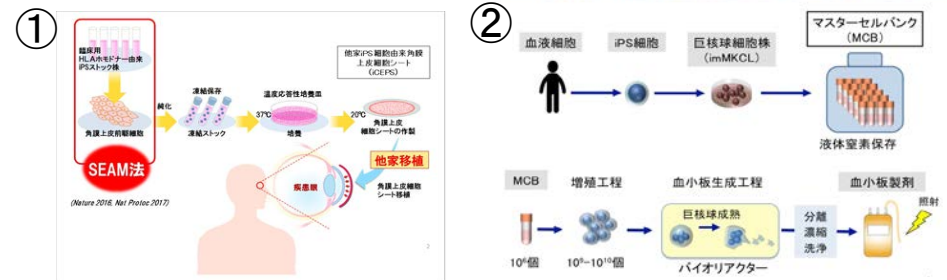 ①
臨床用
HLAホモドナー由来
iPSストック株
角膜上皮前駆細胞
SEAM法
(Nature 2016, Nat Protoc 2017)
純化
凍結保存
凍結ストック
温度応答性培養皿
37℃
培養
20℃
他家iPS細胞由来角膜
上皮細胞シート
(iCEPS)
角膜上皮
細胞シートの作製
他家移植
角膜上皮細胞
シート移植
疾患眼
2
②
血液細胞
iPS細胞
巨核球細胞株
(imMKCL)
マスターセルバンク
(MCB)
液体窒素保存
MCB
増殖工程
血小板生成工程
血小板製剤
10⁶個
10⁹-10¹⁰個
巨核球成熟
バイオリアクター
分離
濃縮
洗浄
照射